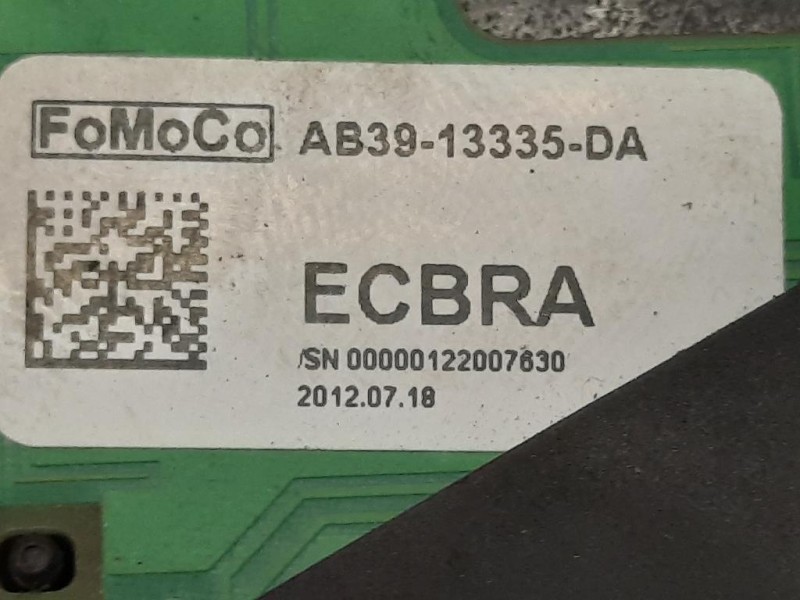 FoMoCo AB39-13335-DA
ECBRA
/SN 00000122007630
2012.07.18